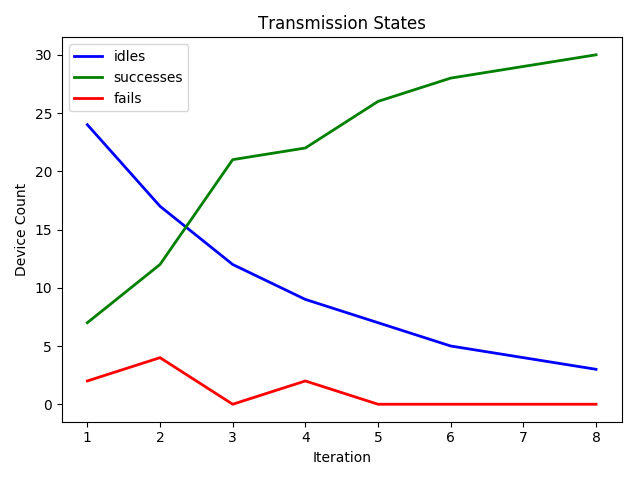 Transmission States
idles
successes
fails
Device Count
30
25
20
15
10
5
0
1 2 3 4 5 6 7 8
Iteration